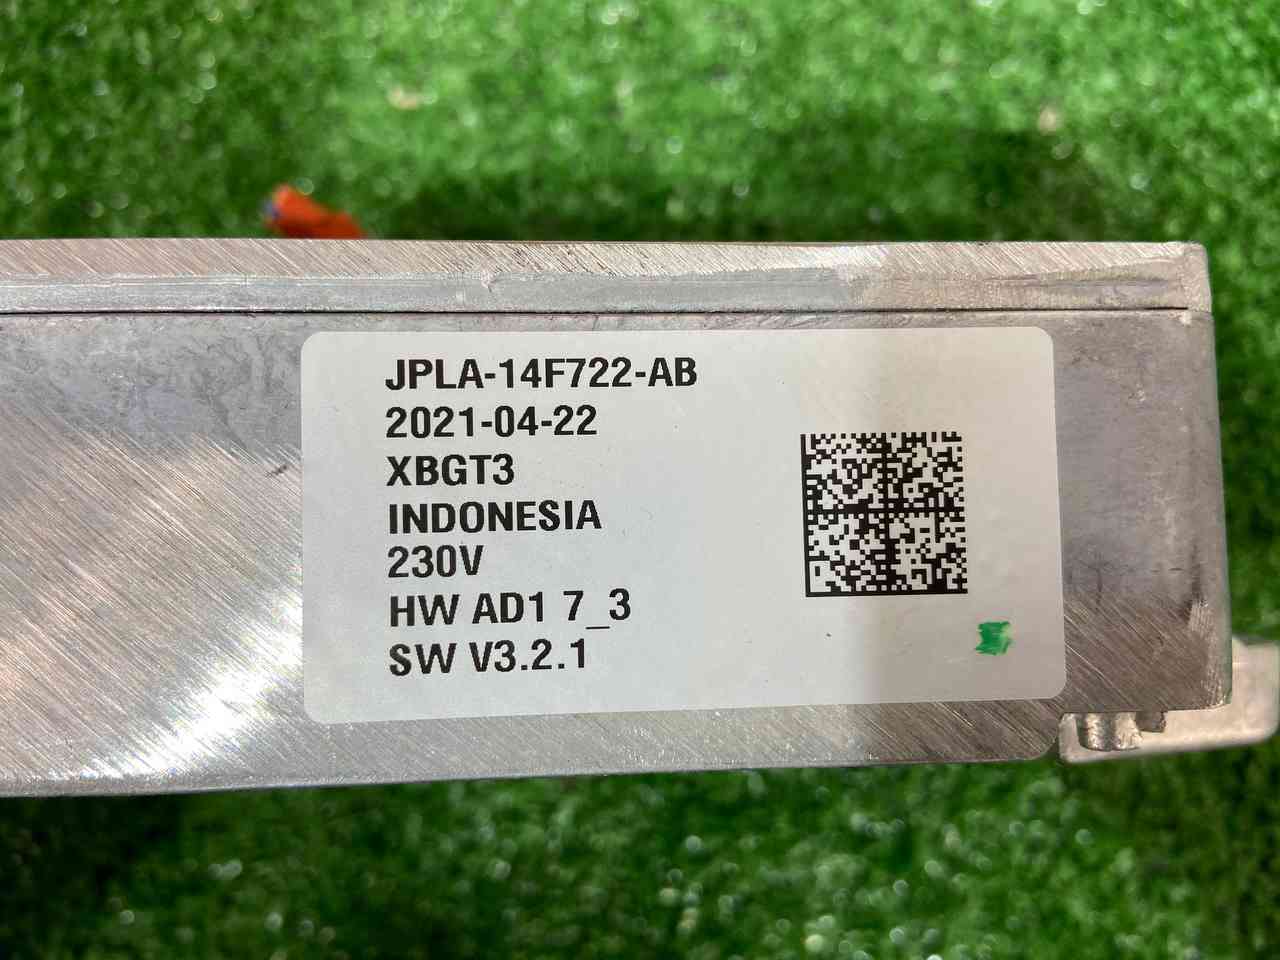 JPLA-14F722-AB
2021-04-22
XBGT3
INDONESIA
230V
HW AD1 7_3
SW V3.2.1